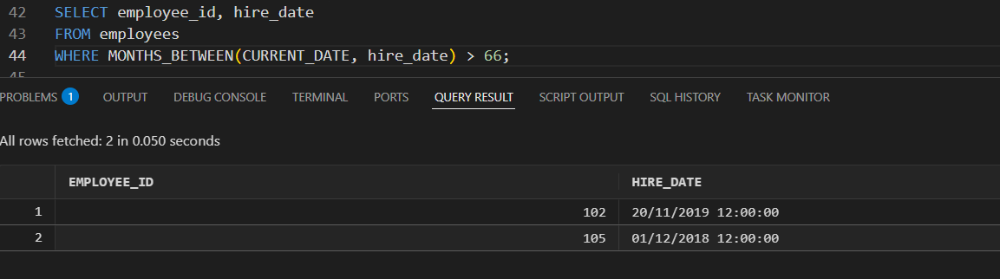 42 SELECT employee_id, hire_date
43 FROM employees
44 WHERE MONTHS_BETWEEN(CURRENT_DATE, hire_date) > 66;
45
PROBLEMS 1 OUTPUT DEBUG CONSOLE TERMINAL PORTS QUERY RESULT SCRIPT OUTPUT SQL HISTORY TASK MONITOR
All rows fetched: 2 in 0.050 seconds
EMPLOYEE_ID HIRE_DATE
1 102 20/11/2019 12:00:00
2 105 01/12/2018 12:00:00